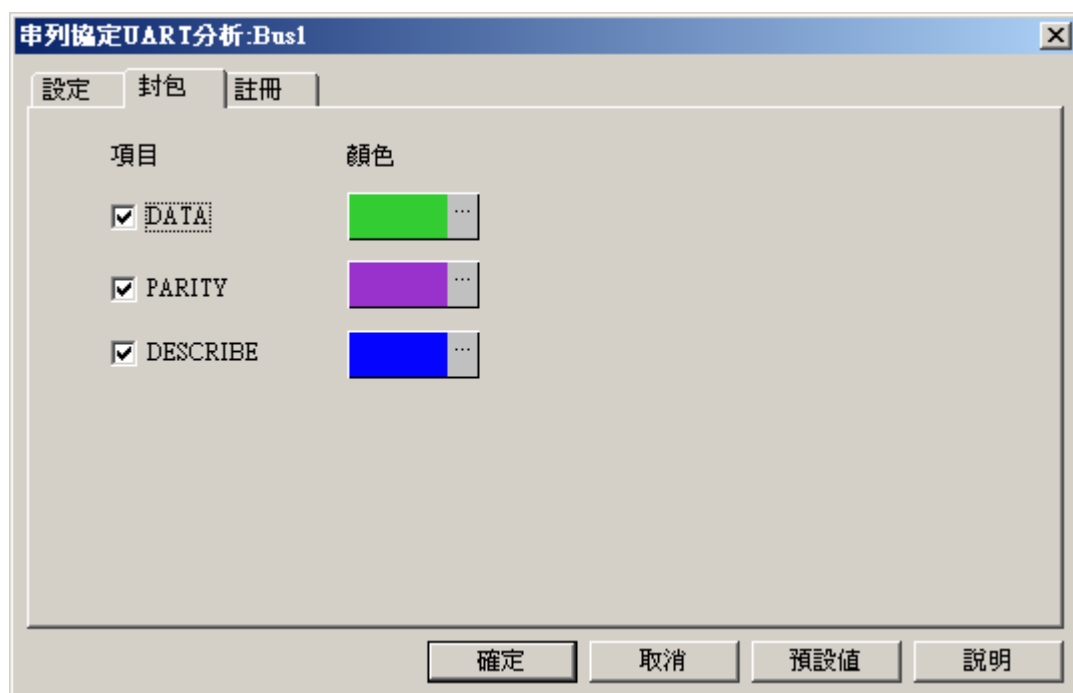 串列協定UART分析:Bus1
設定 封包 註冊
項目 顏色
DATA ...
PARITY ...
DESCRIBE ...
確定 取消 預設值 說明